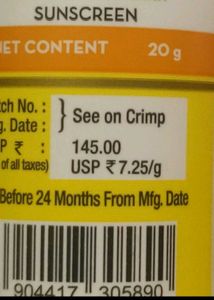 SUNSCREEN
NET CONTENT 20 g
tch No. :
g. Date : } See on Crimp
P ₹ : 145.00
of all taxes) USP ₹ 7.25/g
Before 24 Months From Mfg. Date
904417 305890